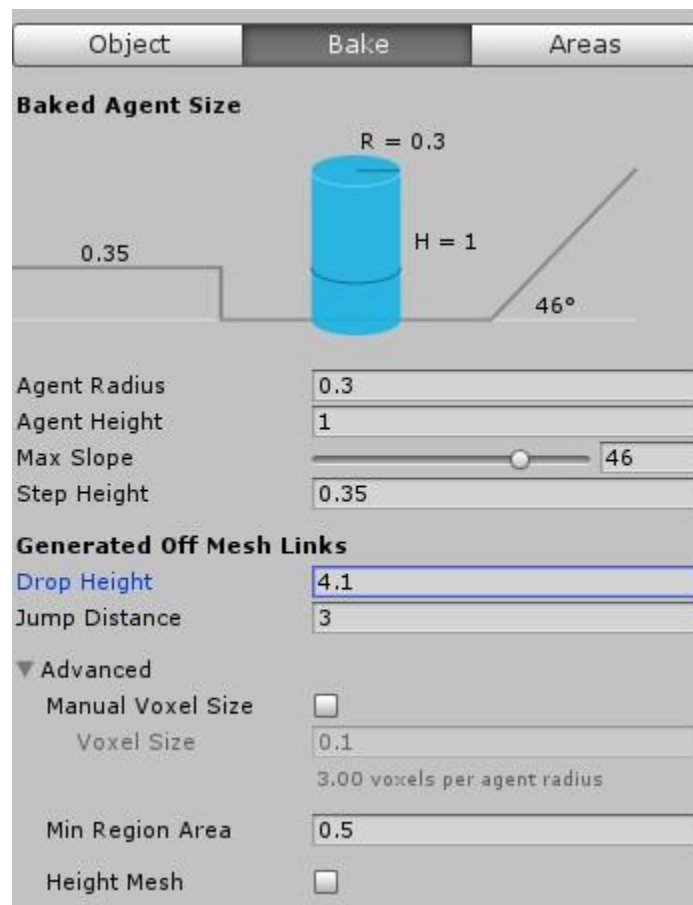 Object Bake Areas
Baked Agent Size
R = 0.3
H = 1
0.35
46°
Agent Radius 0.3
Agent Height 1
Max Slope 46
Step Height 0.35
Generated Off Mesh Links
Drop Height 4.1
Jump Distance 3
Advanced
Manual Voxel Size
Voxel Size 0.1
3.00 voxels per agent radius
Min Region Area 0.5
Height Mesh